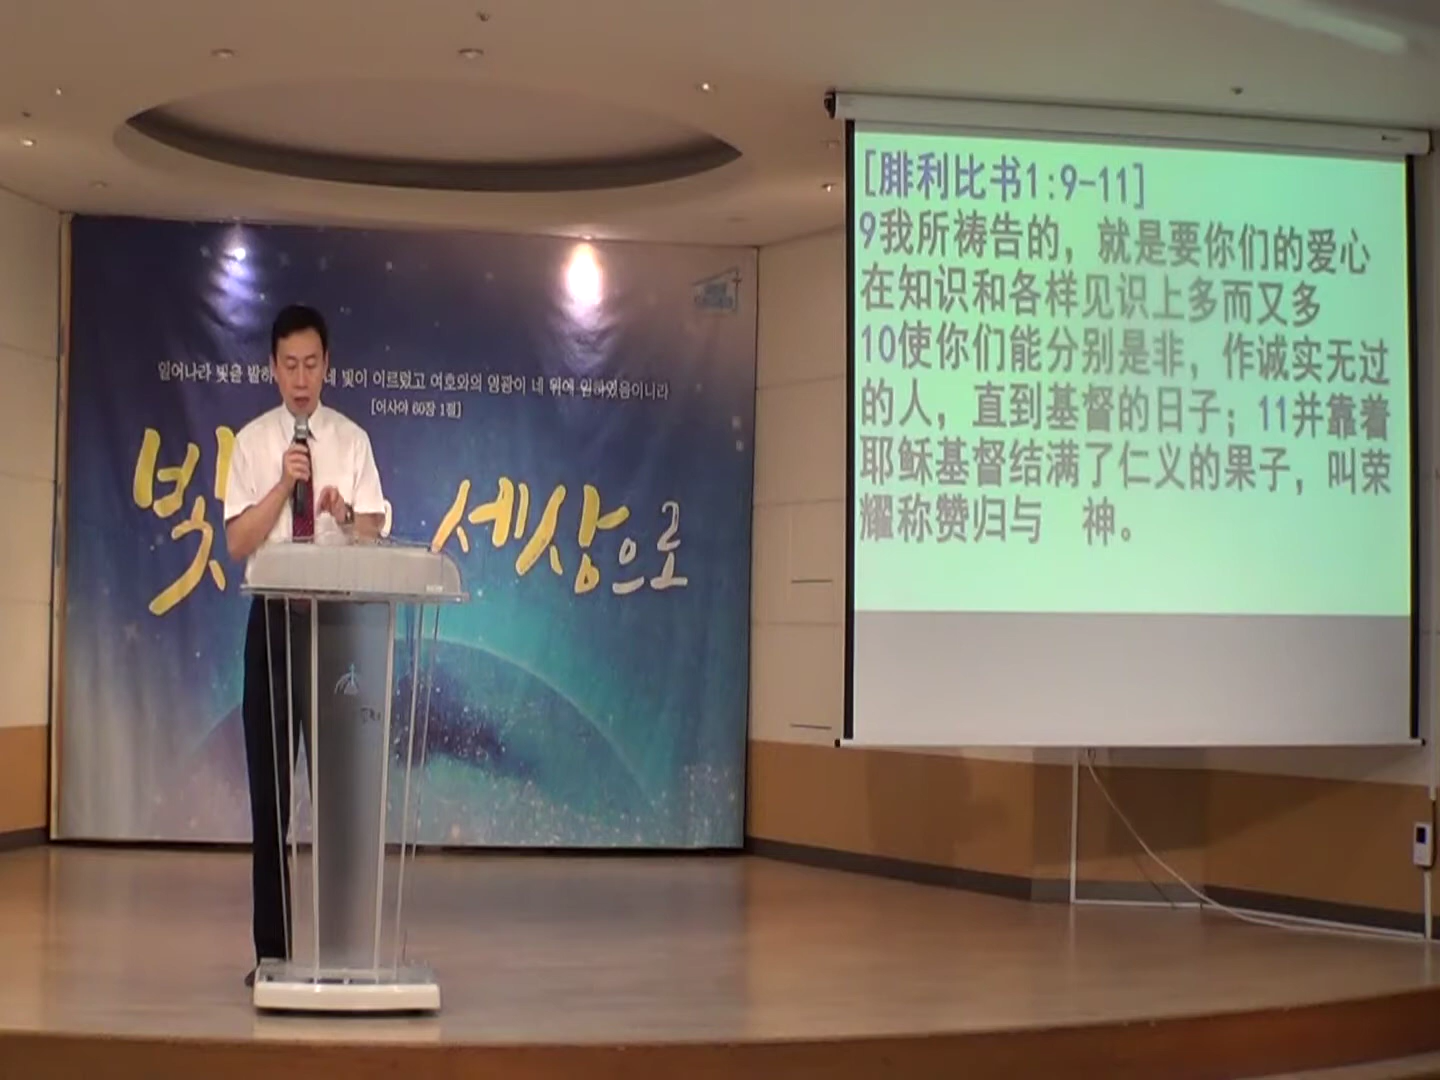 일어나라 빛을 발하 네 빛이 이르렀고 여호와의 영광이 네 위에 임하였음이니라
[이사야 60장 1절]
빛 세상으로
[腓利比书1:9-11]
9我所祷告的，就是要你们的爱心
在知识和各样见识上多而又多
10使你们能分别是非，作诚实无过
的人，直到基督的日子；11并靠着
耶稣基督结满了仁义的果子，叫荣
耀称赞归与　神。